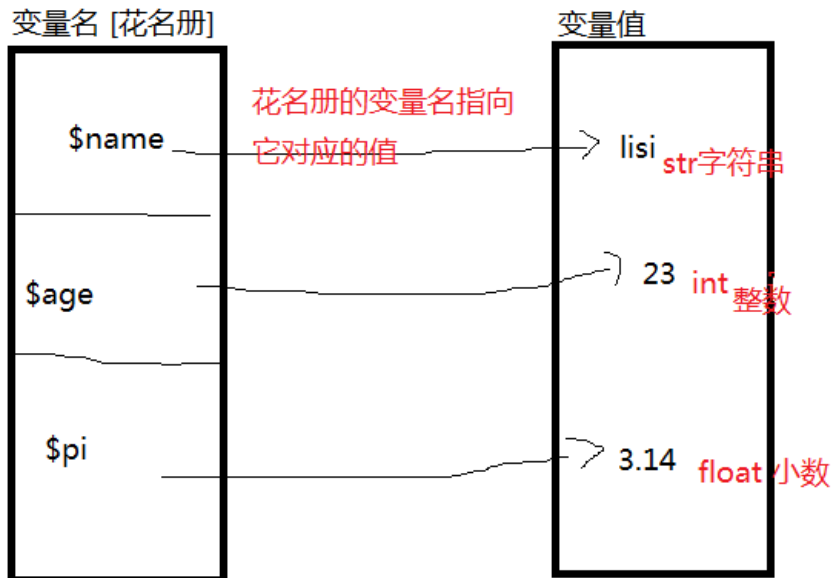 变量名 [花名册]
变量值
花名册的变量名指向
它对应的值
$name
lisi
str字符串
$age
23
int
整数
$pi
3.14
float 小数